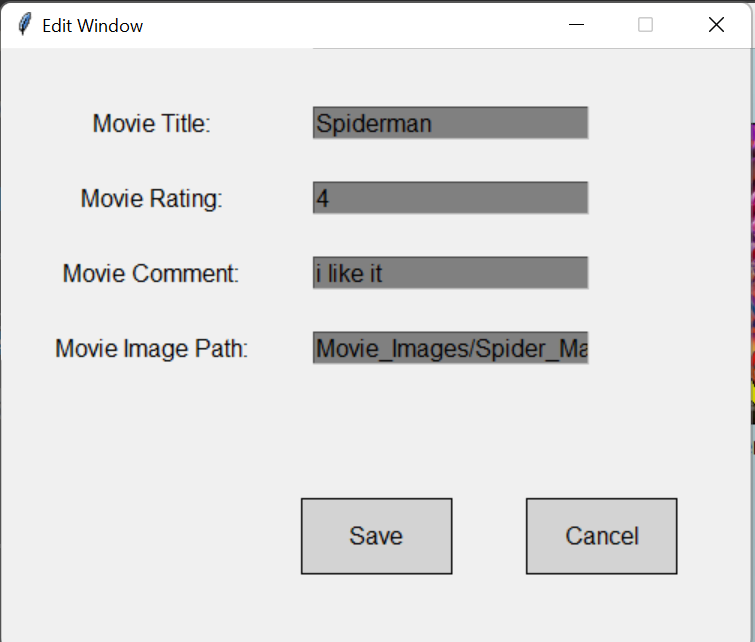 Edit Window
Movie Title: Spiderman
Movie Rating: 4
Movie Comment: i like it
Movie Image Path: Movie_Images/Spider_Ma
Save Cancel